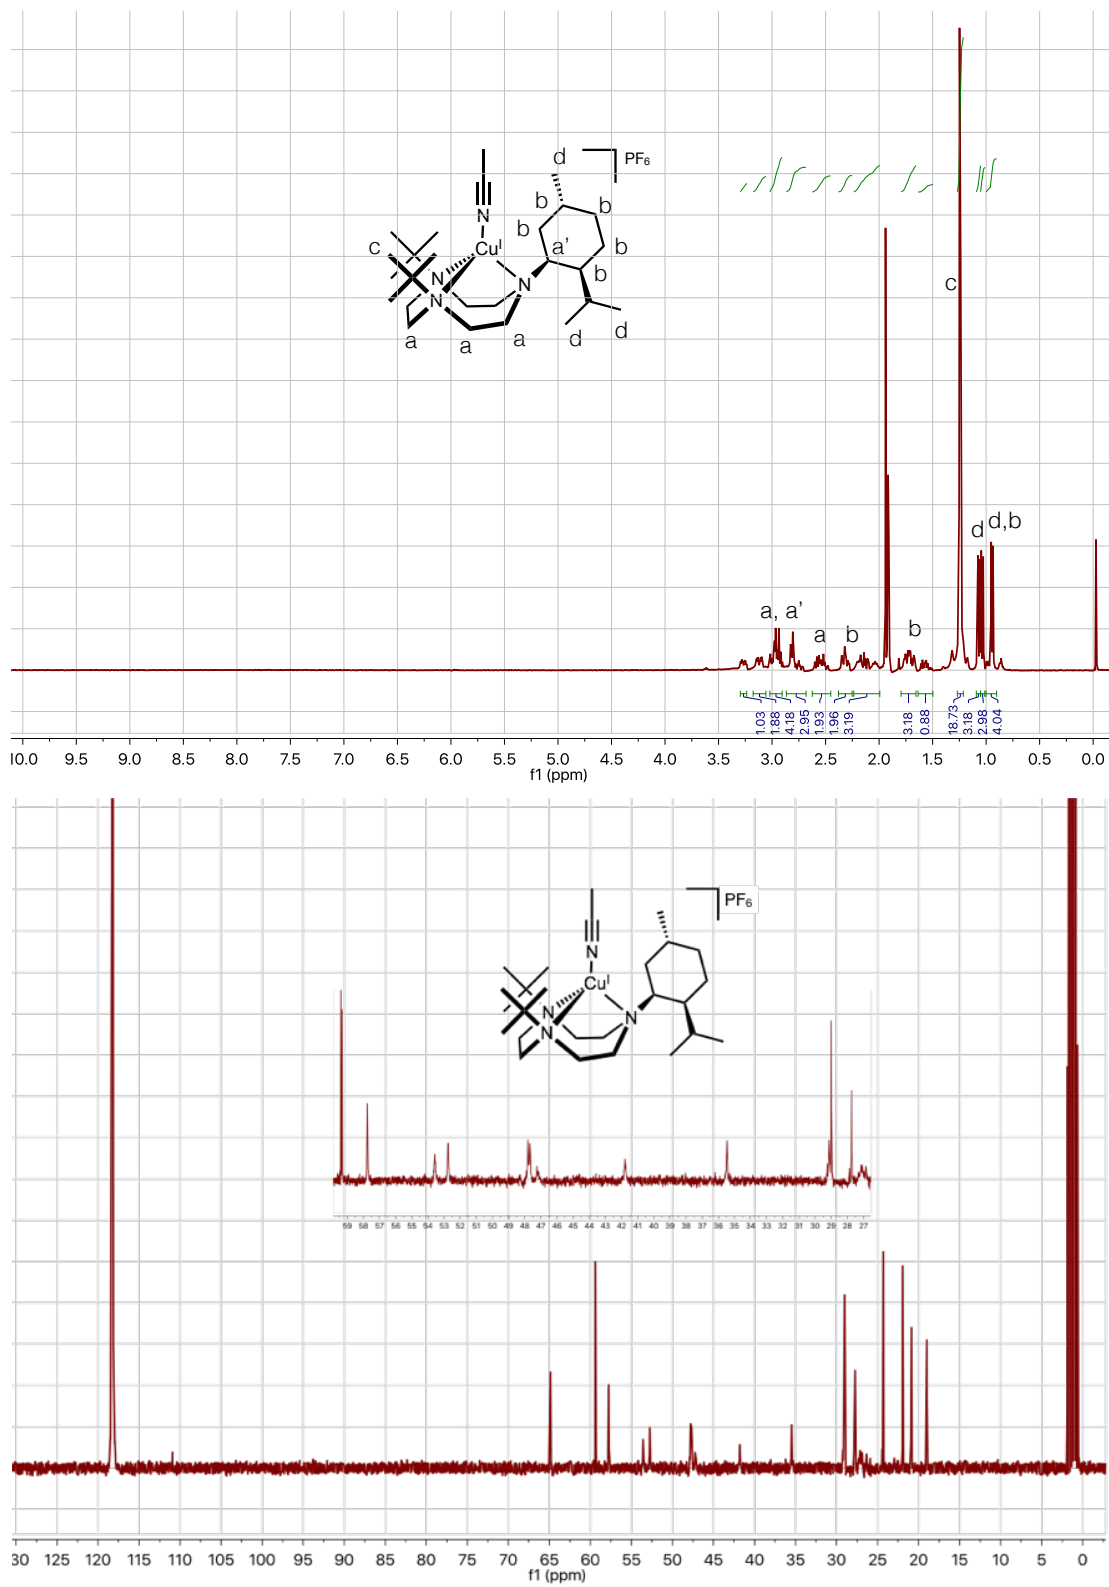 d
PF₆
b
b
N
b
c
Cuᴵ
a'
b
N
b
N
N
d
d
a
a
a
c
d,b
d
a, a'
a
b
b
1.03
1.88
4.18
2.95
1.93
1.96
3.19
3.18
0.88
18.73
3.18
2.98
4.04
10.0 9.5 9.0 8.5 8.0 7.5 7.0 6.5 6.0 5.5 5.0 4.5 4.0 3.5 3.0 2.5 2.0 1.5 1.0 0.5 0.0
f1 (ppm)
PF₆
N
Cuᴵ
N
N
N
59 58 57 56 55 54 53 52 51 50 49 48 47 46 45 44 43 42 41 40 39 38 37 36 35 34 33 32 31 30 29 28 27
30 125 120 115 110 105 100 95 90 85 80 75 70 65 60 55 50 45 40 35 30 25 20 15 10 5 0
f1 (ppm)